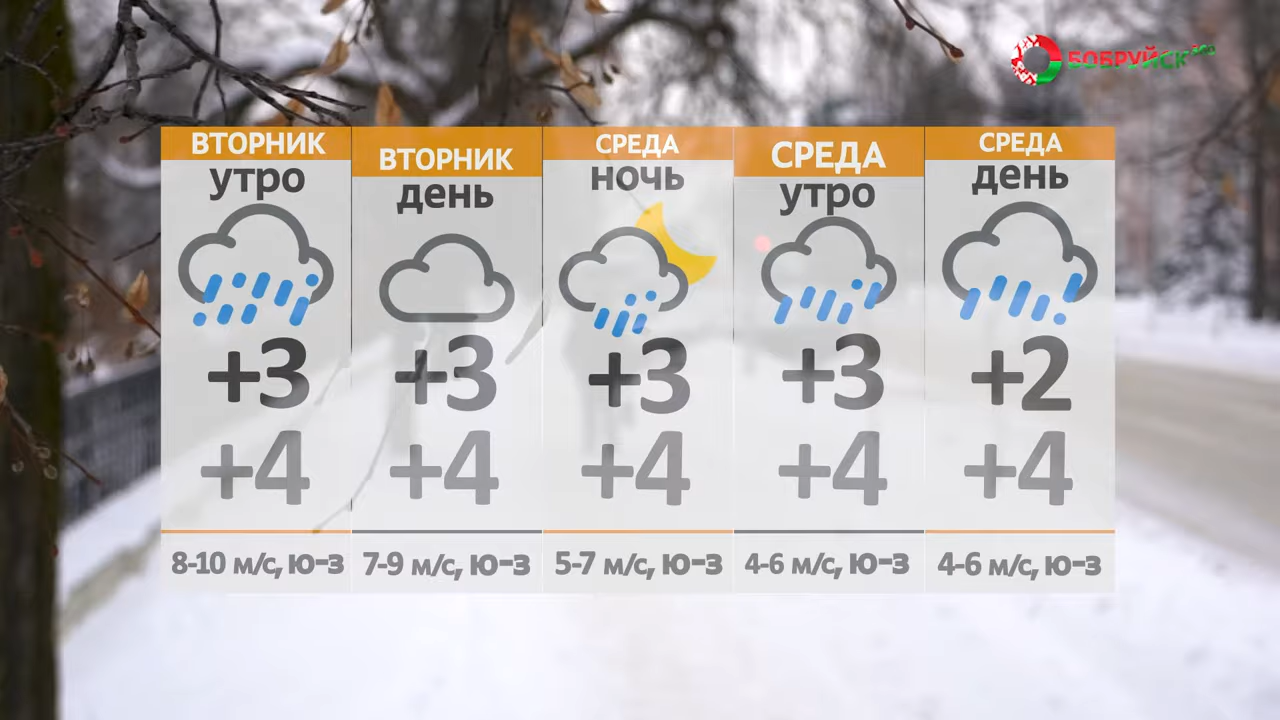 БОБРУЙСК360
ВТОРНИК
утро
+3
+4
8-10 м/с, Ю-З
ВТОРНИК
день
+3
+4
7-9 м/с, Ю-З
СРЕДА
ночь
+3
+4
5-7 м/с, Ю-З
СРЕДА
утро
+3
+4
4-6 м/с, Ю-З
СРЕДА
день
+2
+4
4-6 м/с, Ю-З